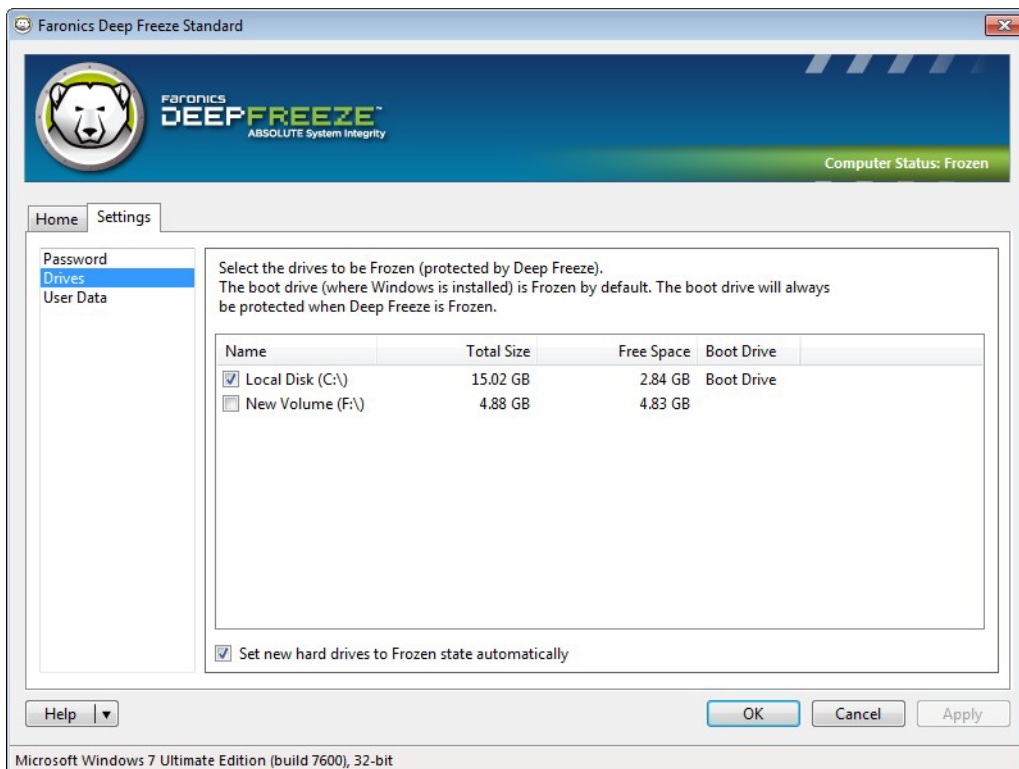 Faronics Deep Freeze Standard
FARONICS
DEEPFREEZE™
ABSOLUTE System Integrity
Computer Status: Frozen
Home
Settings
Password
Drives
User Data
Select the drives to be Frozen (protected by Deep Freeze).
The boot drive (where Windows is installed) is Frozen by default. The boot drive will always
be protected when Deep Freeze is Frozen.
Name Total Size Free Space Boot Drive
Local Disk (C:\) 15.02 GB 2.84 GB Boot Drive
New Volume (F:\) 4.88 GB 4.83 GB
Set new hard drives to Frozen state automatically
Help OK Cancel Apply
Microsoft Windows 7 Ultimate Edition (build 7600), 32-bit